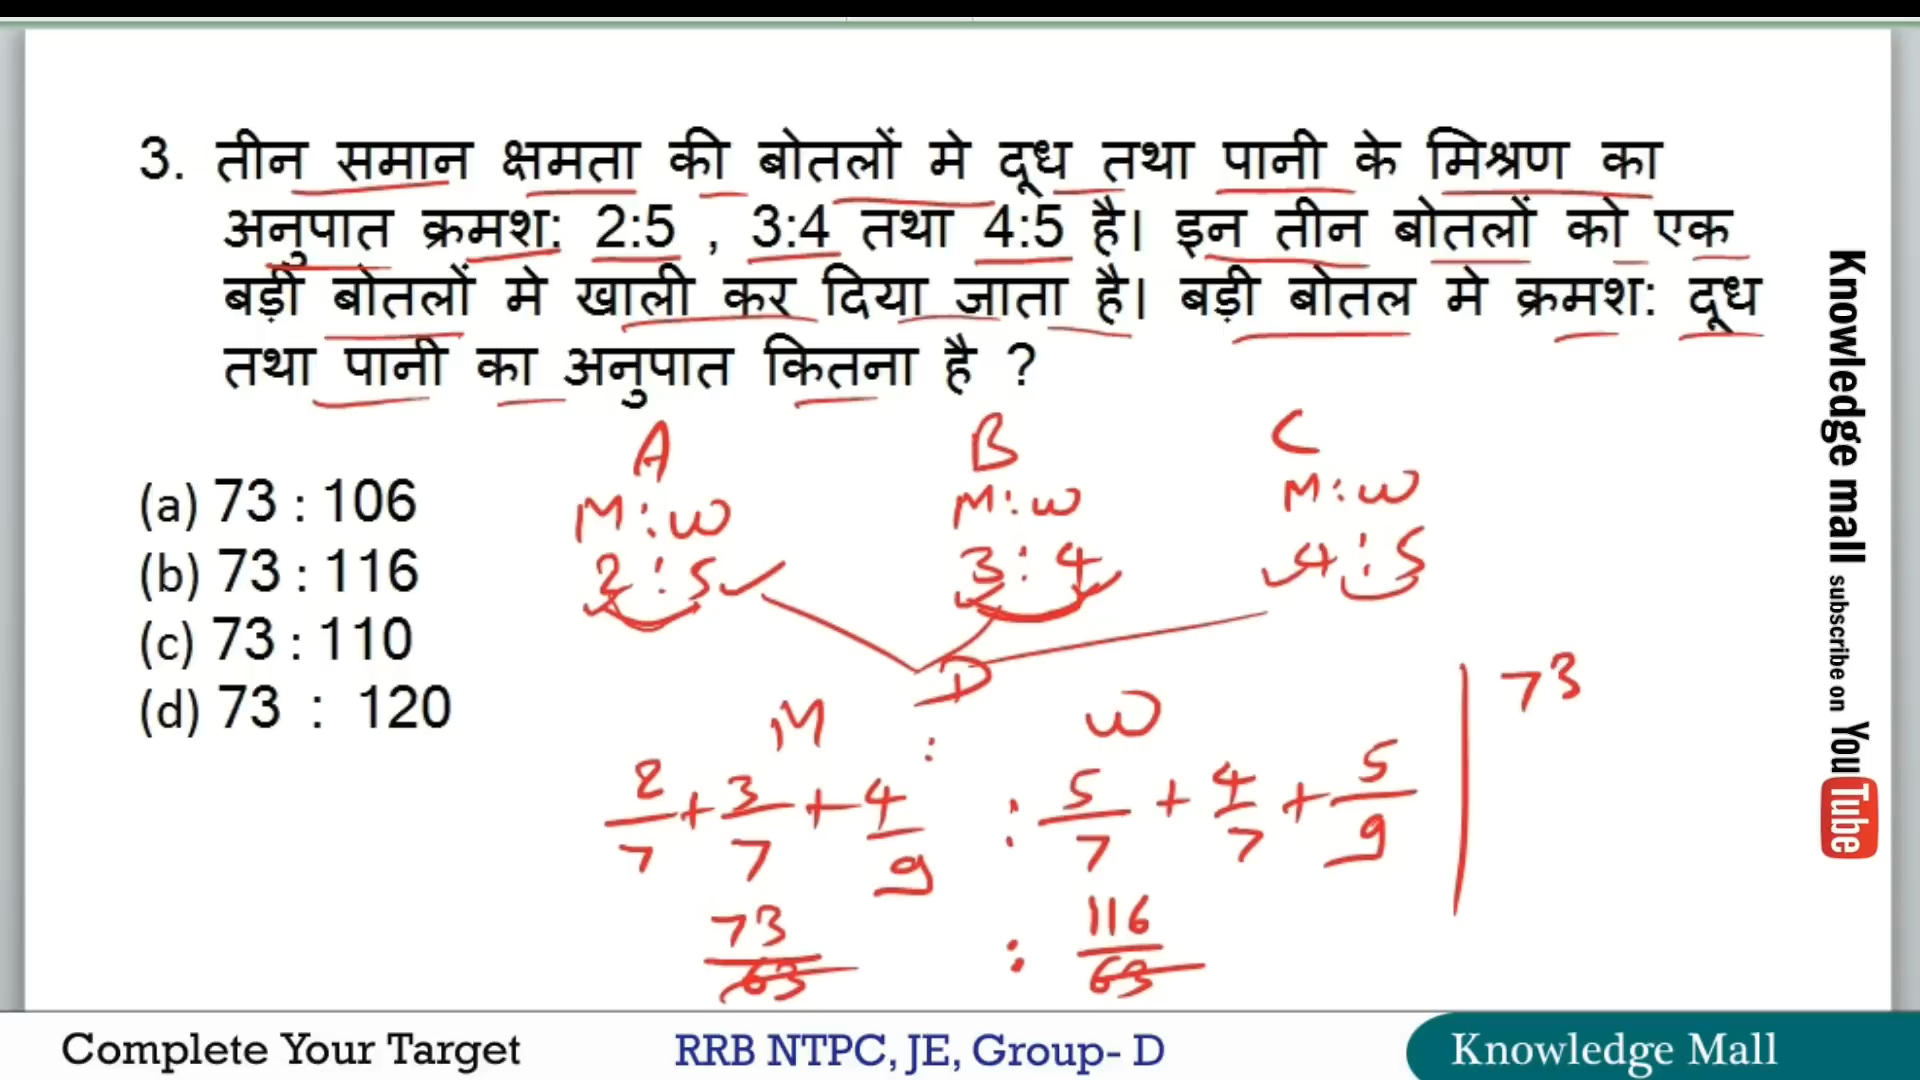 3. तीन समान क्षमता की बोतलों मे दूध तथा पानी के मिश्रण का
अनुपात क्रमश: 2:5 , 3:4 तथा 4:5 है। इन तीन बोतलों को एक
बड़ी बोतलों मे खाली कर दिया जाता है। बड़ी बोतल मे क्रमश: दूध
तथा पानी का अनुपात कितना है ?
(a) 73 : 106
(b) 73 : 116
(c) 73 : 110
(d) 73 : 120
A B C
M : W M : W M : W
2 : 5 3 : 4 4 : 5
D
M : W
2/7 + 3/7 + 4/9 : 5/7 + 4/7 + 5/9
73/63 : 116/63
73
Knowledge mall subscribe on YouTube
Complete Your Target RRB NTPC, JE, Group- D Knowledge Mall